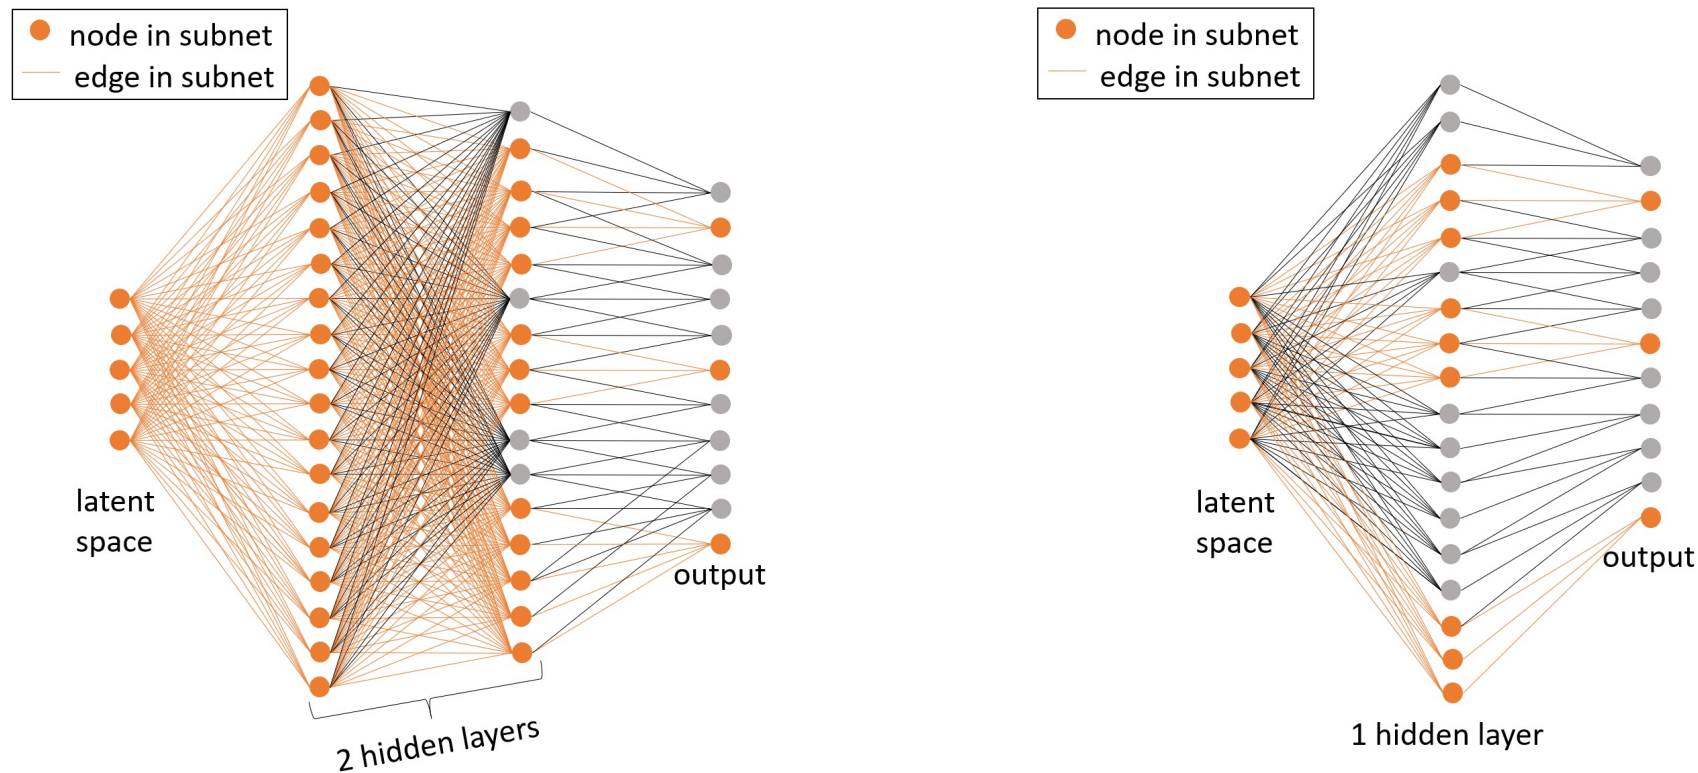 node in subnet
edge in subnet
latent
space
output
2 hidden layers
node in subnet
edge in subnet
latent
space
output
1 hidden layer